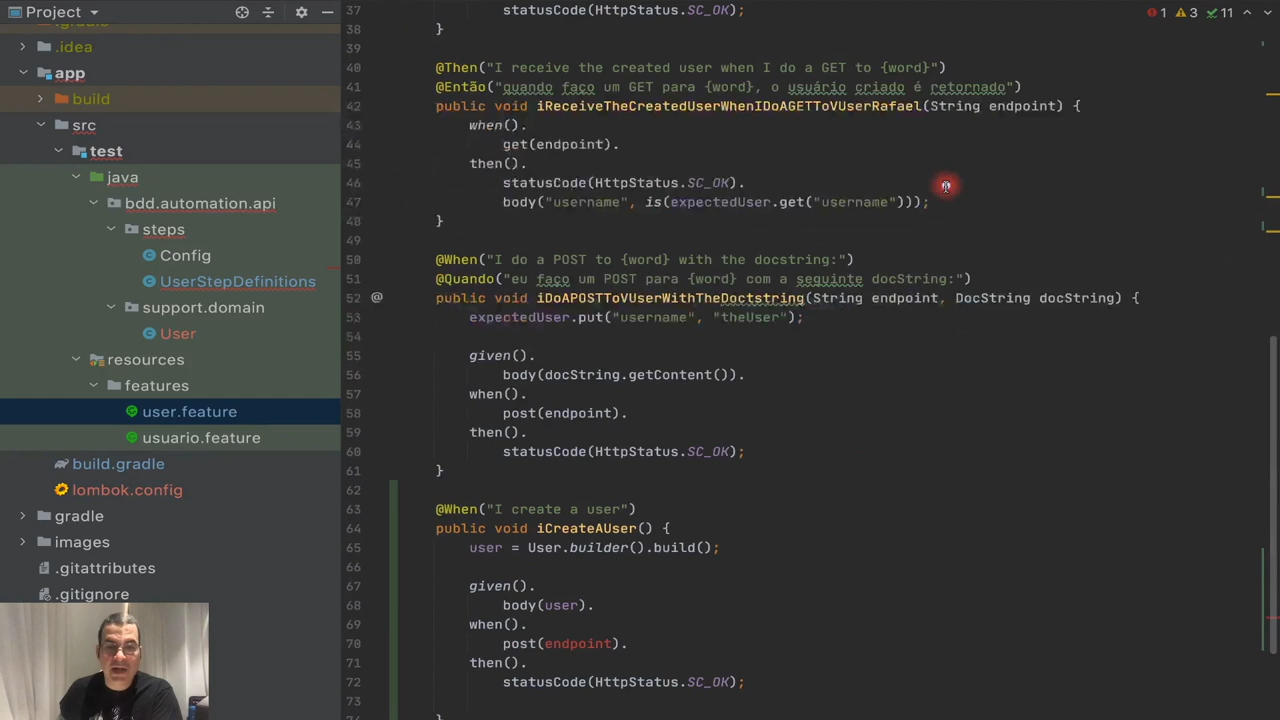 Project
1 3 11
.gradle
.idea
app
build
src
test
java
bdd.automation.api
steps
Config
UserStepDefinitions
support.domain
User
resources
features
user.feature
usuario.feature
build.gradle
lombok.config
gradle
images
.gitattributes
.gitignore
37 statusCode(HttpStatus.SC_OK);
38 }
39
40 @Then("I receive the created user when I do a GET to {word}")
41 @Então("quando faço um GET para {word}, o usuário criado é retornado")
42 public void iReceiveTheCreatedUserWhenIDoAGETToVUserRafael(String endpoint) {
43 when().
44 get(endpoint).
45 then().
46 statusCode(HttpStatus.SC_OK).
47 body("username", is(expectedUser.get("username")));
48 }
49
50 @When("I do a POST to {word} with the docstring:")
51 @Quando("eu faço um POST para {word} com a seguinte docString:")
52 @ public void iDoAPOSTToVUserWithTheDoctstring(String endpoint, DocString docString) {
53 expectedUser.put("username", "theUser");
54
55 given().
56 body(docString.getContent()).
57 when().
58 post(endpoint).
59 then().
60 statusCode(HttpStatus.SC_OK);
61 }
62
63 @When("I create a user")
64 public void iCreateAUser() {
65 user = User.builder().build();
66
67 given().
68 body(user).
69 when().
70 post(endpoint).
71 then().
72 statusCode(HttpStatus.SC_OK);
73
74 }